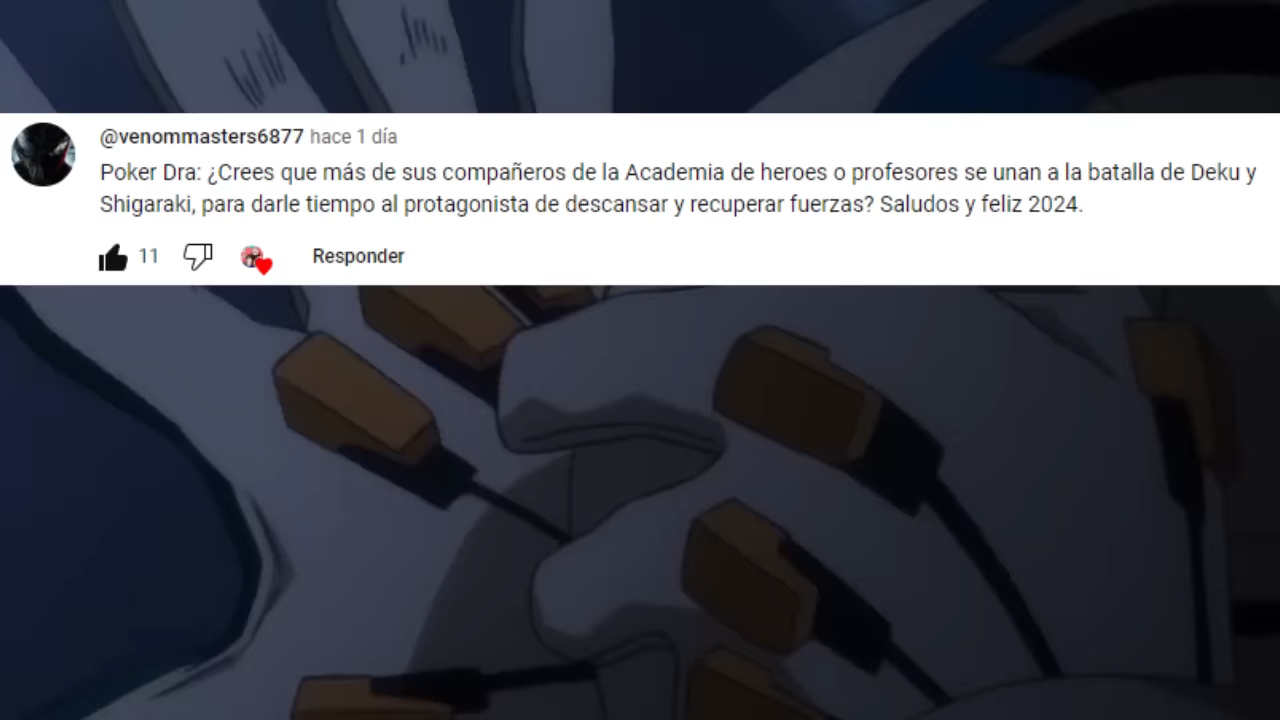 @venommasters6877 hace 1 día
Poker Dra: ¿Crees que más de sus compañeros de la Academia de heroes o profesores se unan a la batalla de Deku y
Shigaraki, para darle tiempo al protagonista de descansar y recuperar fuerzas? Saludos y feliz 2024.
11 Responder